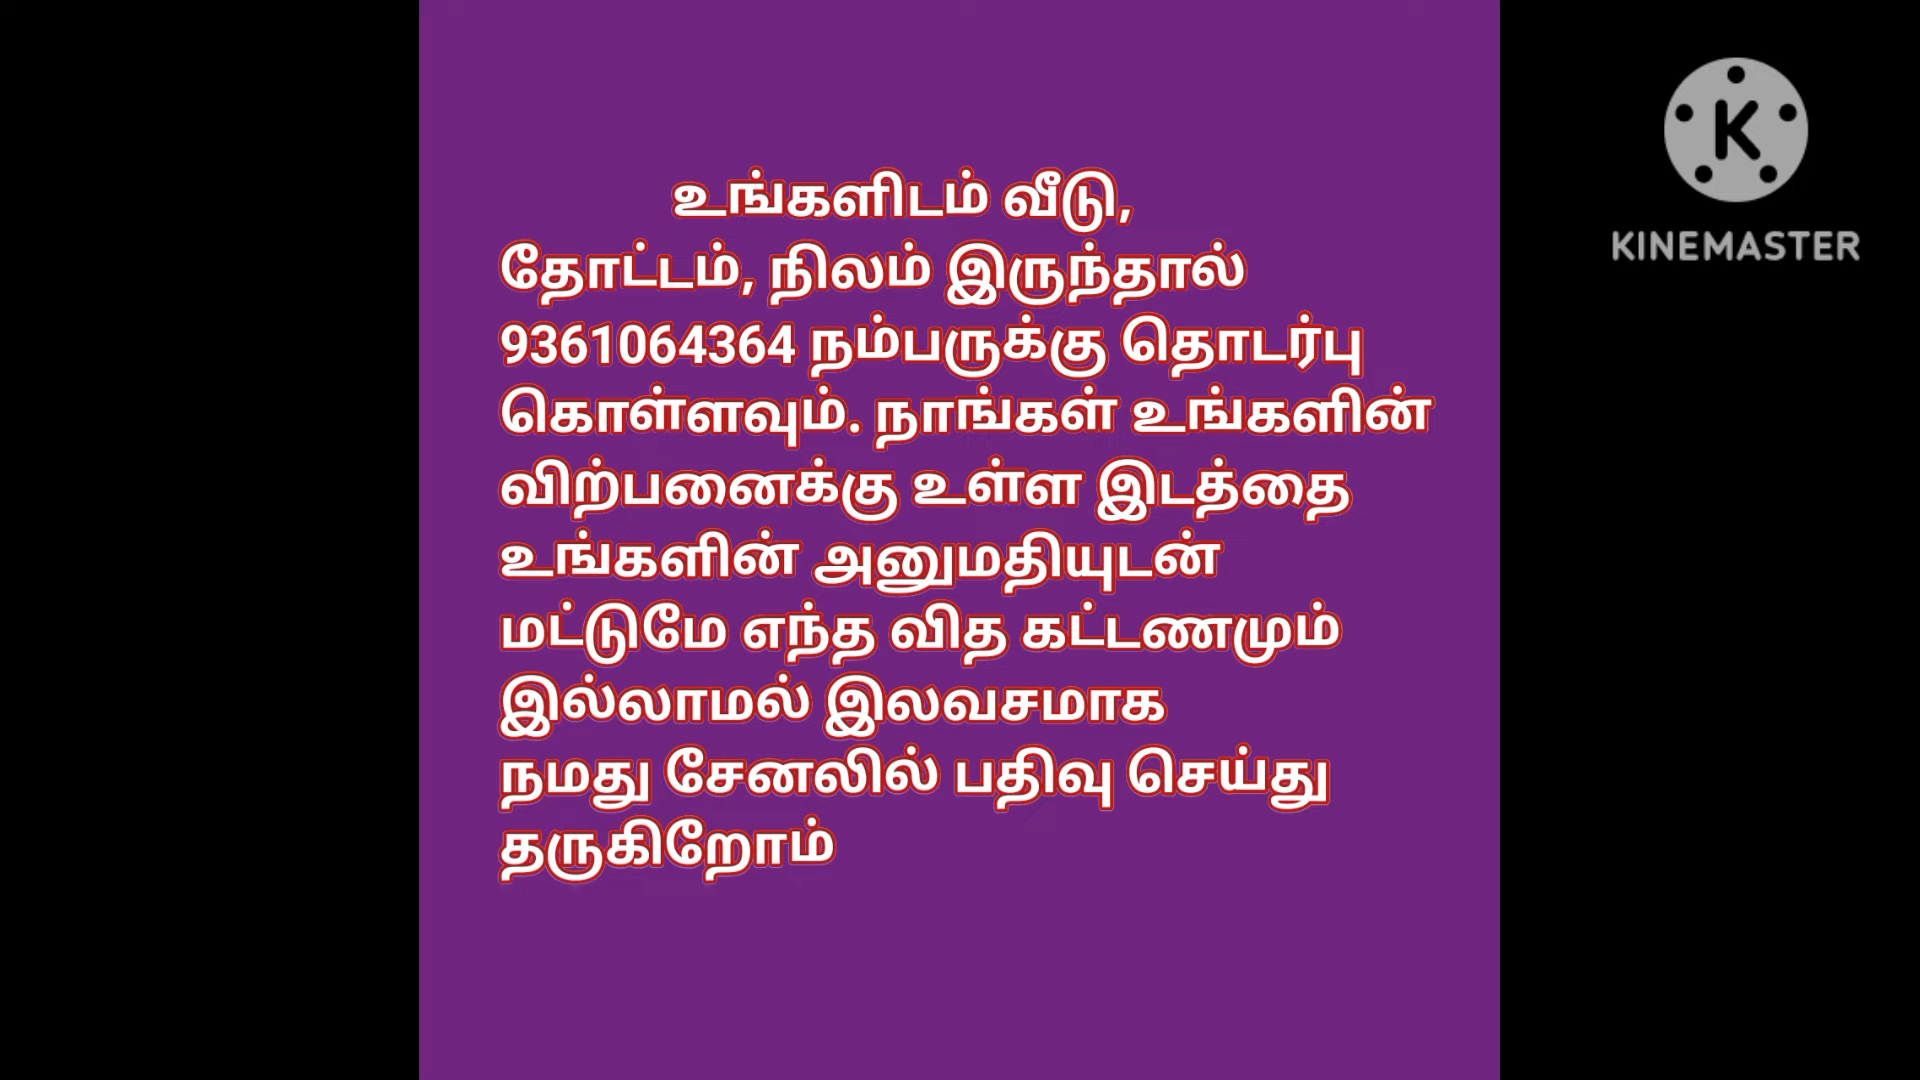 உங்களிடம் வீடு,
தோட்டம், நிலம் இருந்தால்
9361064364 நம்பருக்கு தொடர்பு
கொள்ளவும். நாங்கள் உங்களின்
விற்பனைக்கு உள்ள இடத்தை
உங்களின் அனுமதியுடன்
மட்டுமே எந்த வித கட்டணமும்
இல்லாமல் இலவசமாக
நமது சேனலில் பதிவு செய்து
தருகிறோம்
K
KINEMASTER